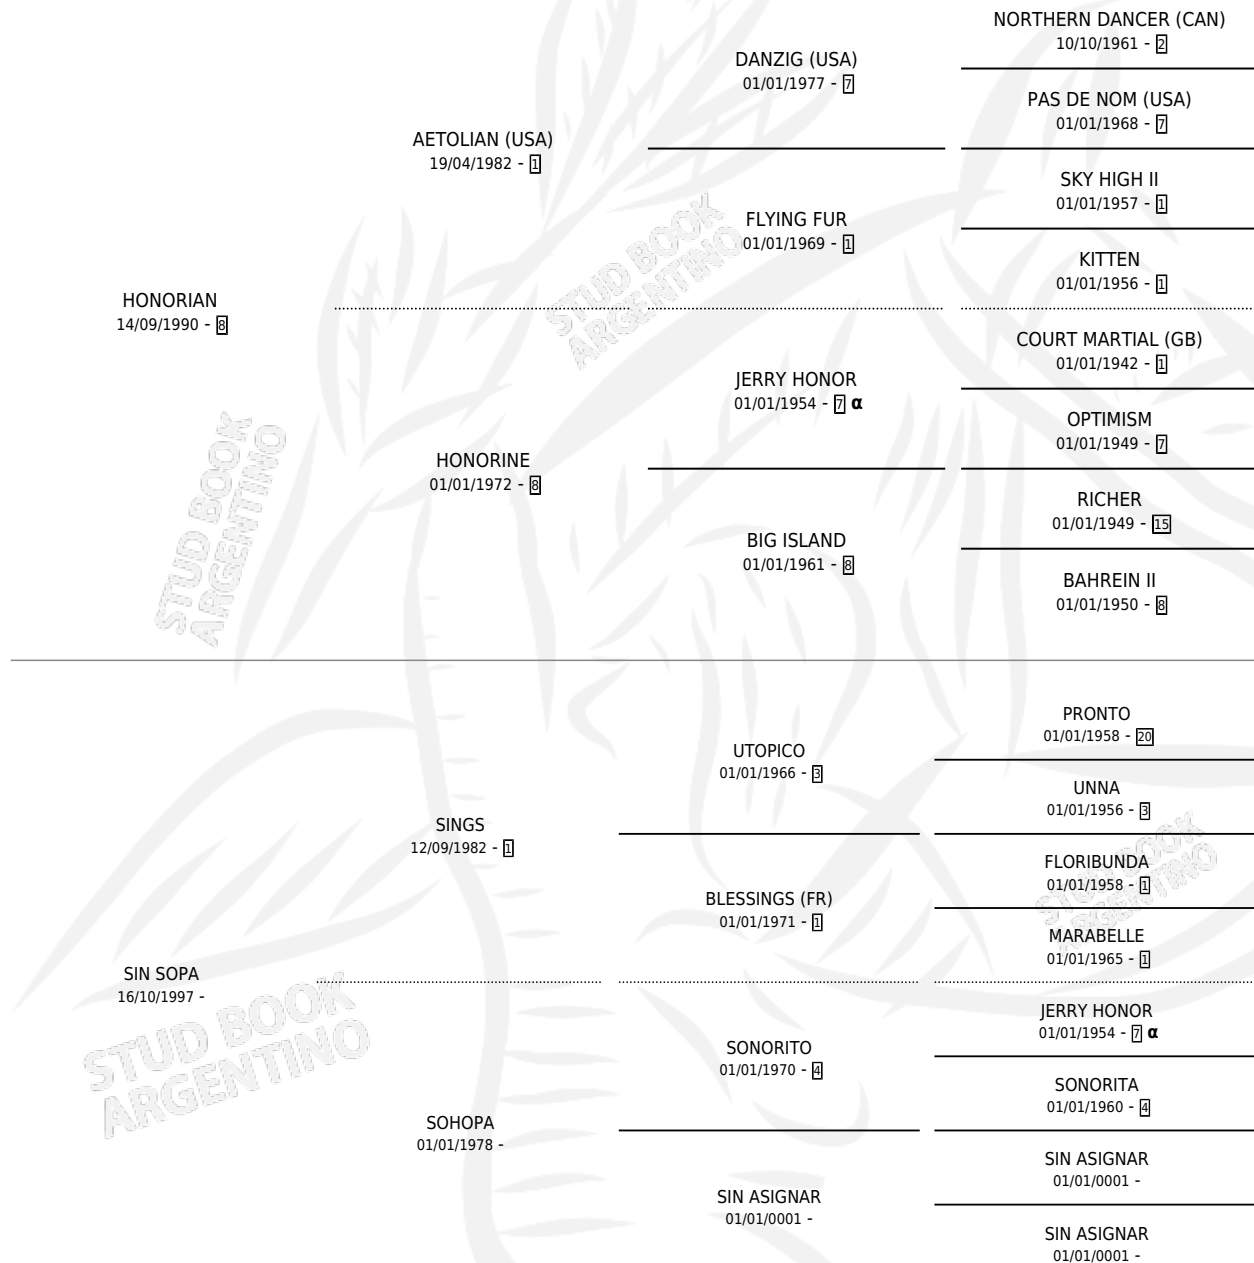 NORTHERN DANCER (CAN)
10/10/1961 - 2
DANZIG (USA)
01/01/1977 - 7
PAS DE NOM (USA)
01/01/1968 - 7
AETOLIAN (USA)
19/04/1982 - 1
SKY HIGH II
01/01/1957 - 1
FLYING FUR
01/01/1969 - 1
KITTEN
01/01/1956 - 1
HONORIAN
14/09/1990 - 8
COURT MARTIAL (GB)
01/01/1942 - 1
JERRY HONOR
01/01/1954 - 7 α
OPTIMISM
01/01/1949 - 7
HONORINE
01/01/1972 - 8
RICHER
01/01/1949 - 15
BIG ISLAND
01/01/1961 - 8
BAHREIN II
01/01/1950 - 8
PRONTO
01/01/1958 - 20
UTOPICO
01/01/1966 - 3
UNNA
01/01/1956 - 3
SINGS
12/09/1982 - 1
FLORIBUNDA
01/01/1958 - 1
BLESSINGS (FR)
01/01/1971 - 1
MARABELLE
01/01/1965 - 1
SIN SOPA
16/10/1997 -
JERRY HONOR
01/01/1954 - 7 α
SONORITO
01/01/1970 - 4
SONORITA
01/01/1960 - 4
SOHOPA
01/01/1978 -
SIN ASIGNAR
01/01/0001 -
SIN ASIGNAR
01/01/0001 -
SIN ASIGNAR
01/01/0001 -
STUD BOOK
ARGENTINO
STUD BOOK
ARGENTINO
STUD BOOK
ARGENTINO
STUD BOOK
ARGENTINO